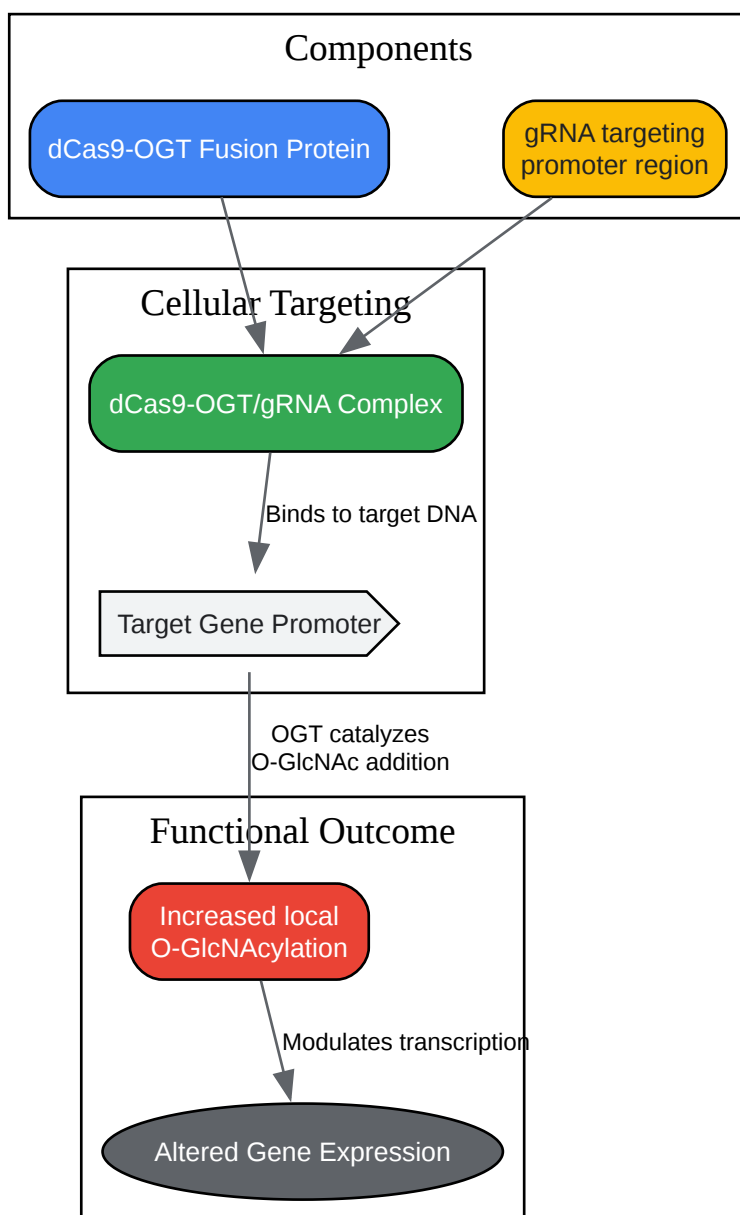 Components
dCas9-OGT Fusion Protein
gRNA targeting
promoter region
Cellular Targeting
dCas9-OGT/gRNA Complex
Binds to target DNA
Target Gene Promoter
OGT catalyzes
O-GlcNAc addition
Functional Outcome
Increased local
O-GlcNAcylation
Modulates transcription
Altered Gene Expression